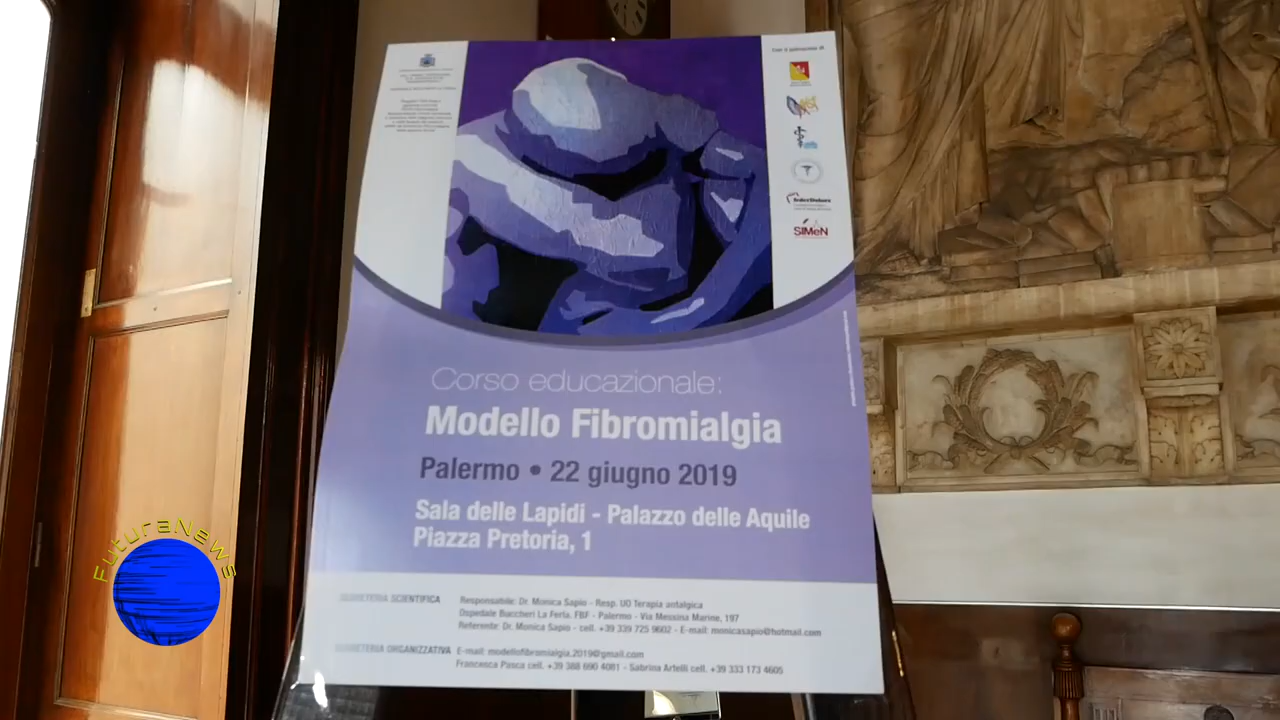 Con il patrocinio di
FederDolore
SIMeN
Corso educazionale:
Modello Fibromialgia
Palermo • 22 giugno 2019
Sala delle Lapidi - Palazzo delle Aquile
Piazza Pretoria, 1
SEGRETERIA SCIENTIFICA
Responsabile: Dr. Monica Sapio - Resp. UO Terapia antalgica
Ospedale Buccheri La Ferla. FBF - Palermo - Via Messina Marine, 197
Referente: Dr. Monica Sapio - cell. +39 339 725 9602 - E-mail: monicasapio@hotmail.com
SEGRETERIA ORGANIZZATIVA
E-mail: modellofibromialgia.2019@gmail.com
Francesca Pasca cell. +39 388 690 4081 - Sabrina Artelli cell. +39 333 173 4605
FuturaNews